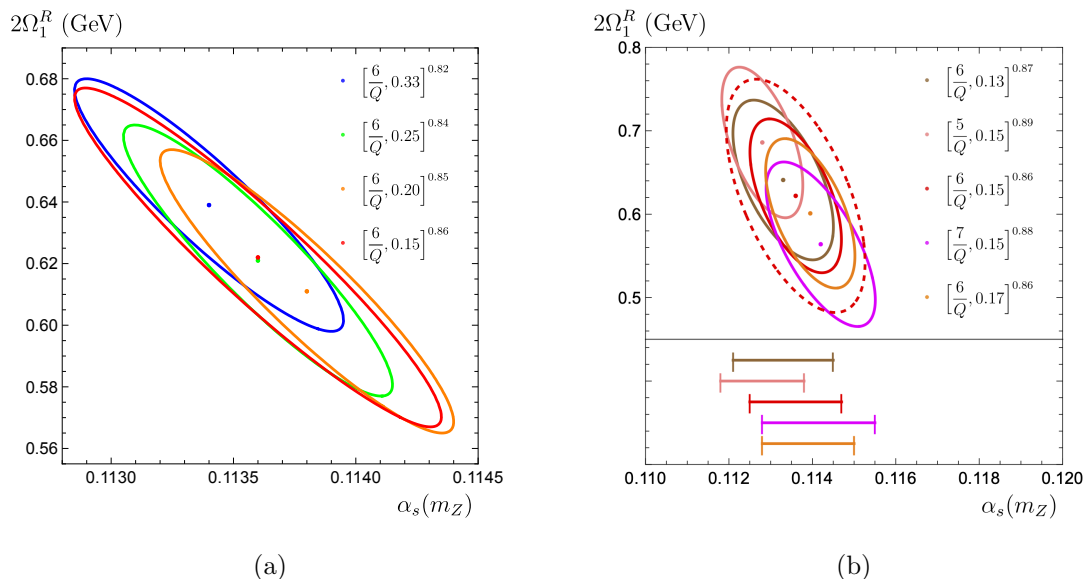 2Ω₁ᴿ (GeV)
0.68
0.66
0.64
0.62
0.60
0.58
0.56
[6/Q, 0.33]^0.82
[6/Q, 0.25]^0.84
[6/Q, 0.20]^0.85
[6/Q, 0.15]^0.86
0.1130 0.1135 0.1140 0.1145
αₛ(m_Z)
(a)
2Ω₁ᴿ (GeV)
0.8
0.7
0.6
0.5
[6/Q, 0.13]^0.87
[5/Q, 0.15]^0.89
[6/Q, 0.15]^0.86
[7/Q, 0.15]^0.88
[6/Q, 0.17]^0.86
0.110 0.112 0.114 0.116 0.118 0.120
αₛ(m_Z)
(b)